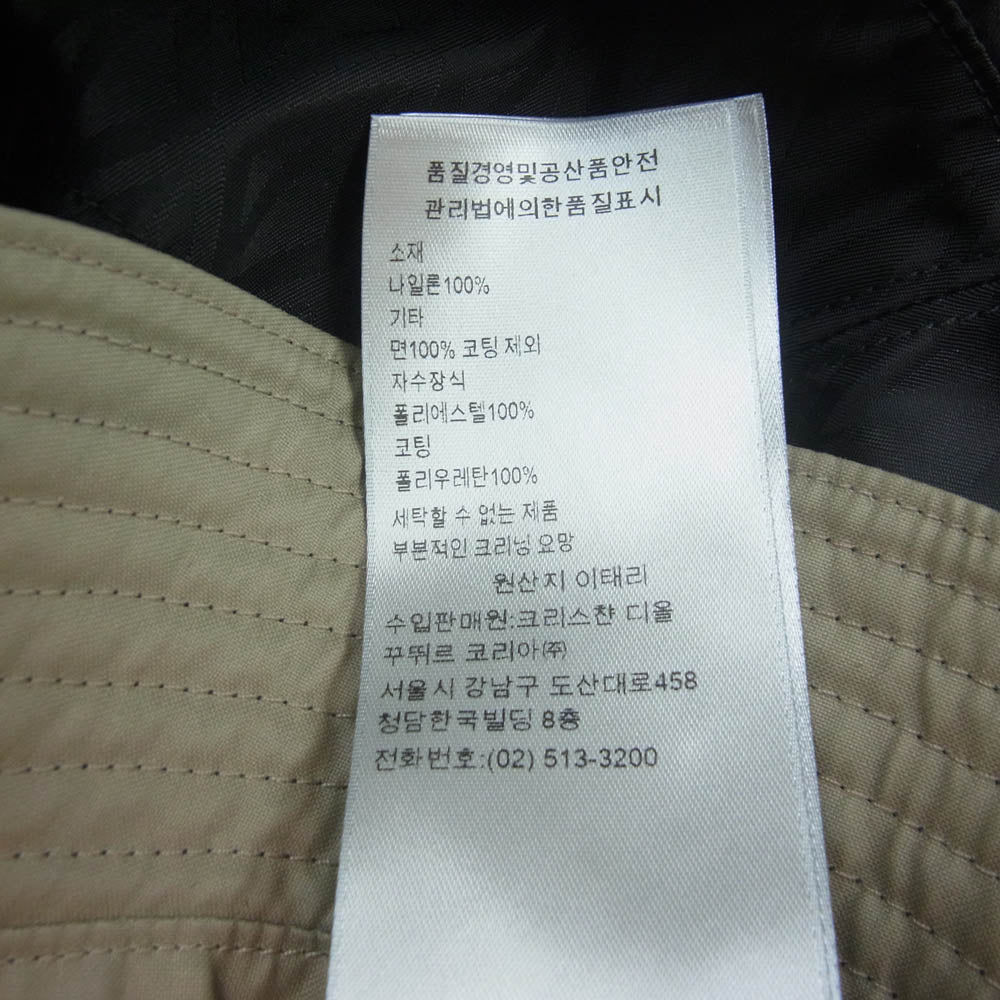 품질경영및공산품안전
관리법에의한품질표시
소재
나일론100%
기타
면100% 코팅 제외
자수장식
폴리에스텔100%
코팅
폴리우레탄100%
세탁할 수 없는 제품
부분적인 크리닝 요망
원산지 이태리
수입판매원:크리스챤 디올
꾸뛰르 코리아㈜
서울시 강남구 도산대로458
청담한국빌딩 8층
전화번호:(02) 513-3200